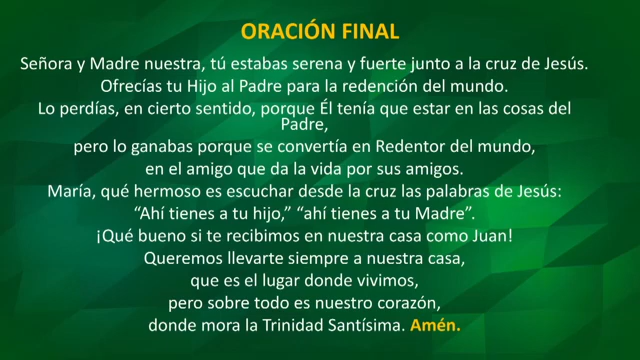 ORACIÓN FINAL
Señora y Madre nuestra, tú estabas serena y fuerte junto a la cruz de Jesús.
Ofrecías tu Hijo al Padre para la redención del mundo.
Lo perdías, en cierto sentido, porque Él tenía que estar en las cosas del
Padre,
pero lo ganabas porque se convertía en Redentor del mundo,
en el amigo que da la vida por sus amigos.
María, qué hermoso es escuchar desde la cruz las palabras de Jesús:
“Ahí tienes a tu hijo,” “ahí tienes a tu Madre”.
¡Qué bueno si te recibimos en nuestra casa como Juan!
Queremos llevarte siempre a nuestra casa,
que es el lugar donde vivimos,
pero sobre todo es nuestro corazón,
donde mora la Trinidad Santísima. Amén.